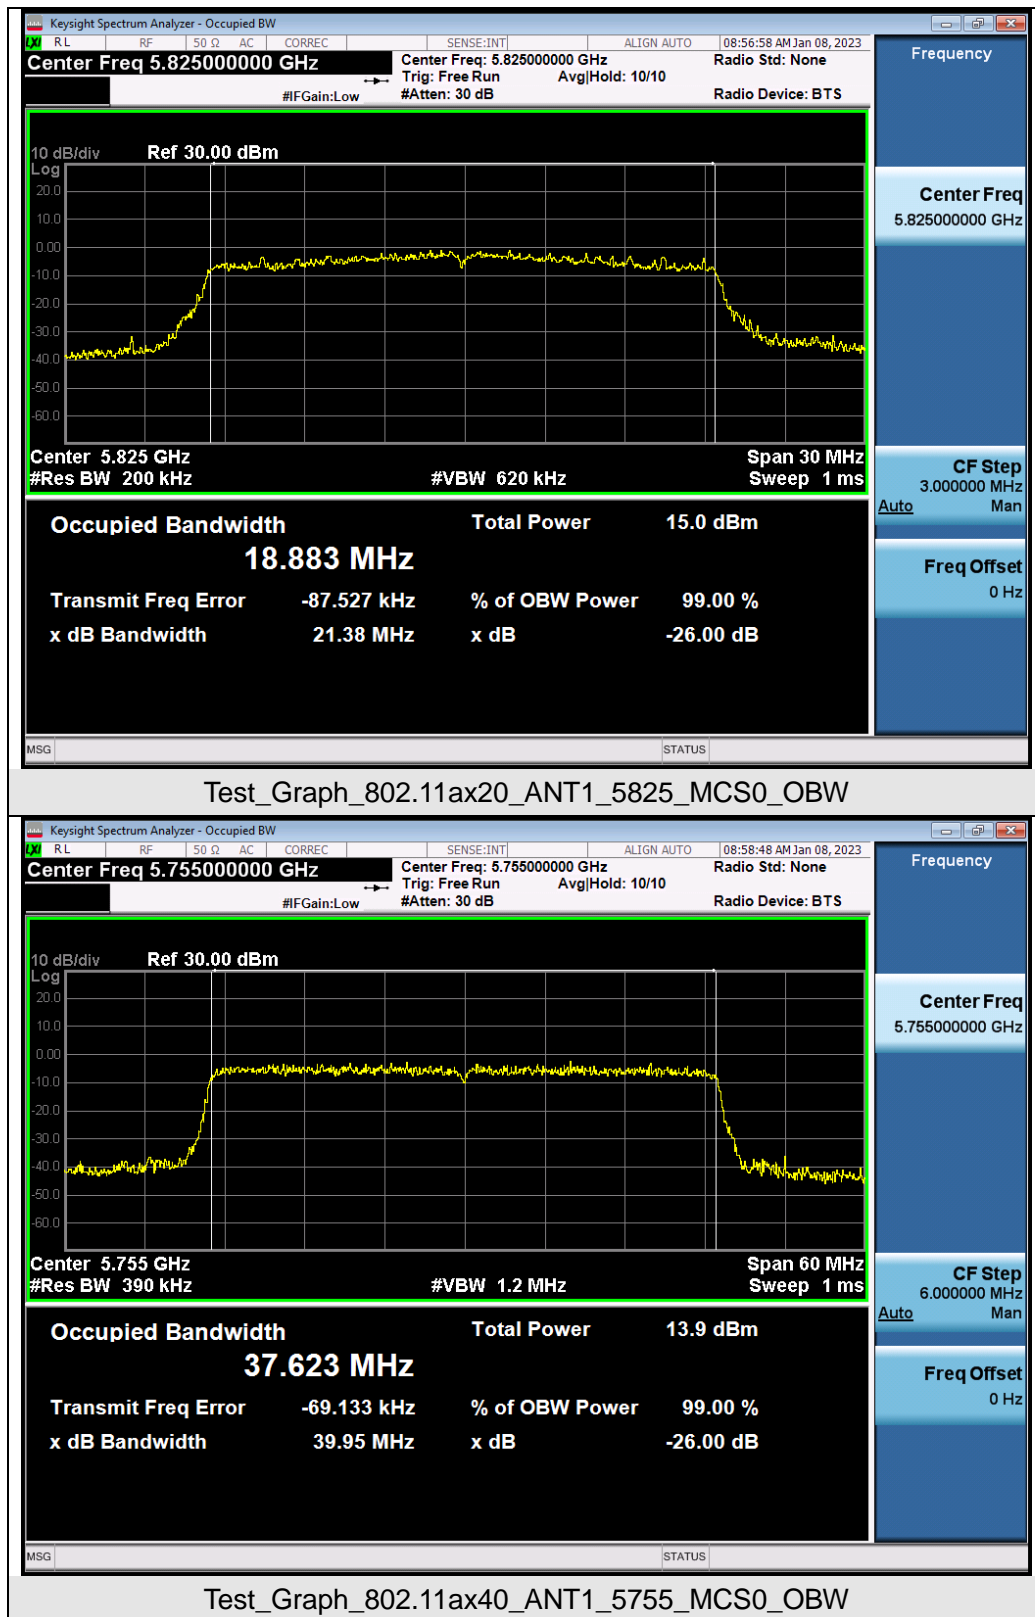 Keysight Spectrum Analyzer - Occupied BW
LXI RL RF 50 Ω AC CORREC SENSE:INT ALIGN AUTO 08:56:58 AM Jan 08, 2023
Center Freq 5.825000000 GHz
Center Freq: 5.825000000 GHz
Radio Std: None
Trig: Free Run Avg|Hold: 10/10
#IFGain:Low
#Atten: 30 dB
Radio Device: BTS
Frequency
10 dB/div Ref 30.00 dBm
Log
20.0
10.0
0.00
-10.0
-20.0
-30.0
-40.0
-50.0
-60.0
Center Freq
5.825000000 GHz
Center 5.825 GHz Span 30 MHz
#Res BW 200 kHz #VBW 620 kHz Sweep 1 ms
CF Step
3.000000 MHz
Auto Man
Occupied Bandwidth Total Power 15.0 dBm
18.883 MHz
Freq Offset
0 Hz
Transmit Freq Error -87.527 kHz % of OBW Power 99.00 %
x dB Bandwidth 21.38 MHz x dB -26.00 dB
MSG STATUS
Test_Graph_802.11ax20_ANT1_5825_MCS0_OBW
Keysight Spectrum Analyzer - Occupied BW
LXI RL RF 50 Ω AC CORREC SENSE:INT ALIGN AUTO 08:58:48 AM Jan 08, 2023
Center Freq 5.755000000 GHz
Center Freq: 5.755000000 GHz
Radio Std: None
Trig: Free Run Avg|Hold: 10/10
#IFGain:Low
#Atten: 30 dB
Radio Device: BTS
Frequency
10 dB/div Ref 30.00 dBm
Log
20.0
10.0
0.00
-10.0
-20.0
-30.0
-40.0
-50.0
-60.0
Center Freq
5.755000000 GHz
Center 5.755 GHz Span 60 MHz
#Res BW 390 kHz #VBW 1.2 MHz Sweep 1 ms
CF Step
6.000000 MHz
Auto Man
Occupied Bandwidth Total Power 13.9 dBm
37.623 MHz
Freq Offset
0 Hz
Transmit Freq Error -69.133 kHz % of OBW Power 99.00 %
x dB Bandwidth 39.95 MHz x dB -26.00 dB
MSG STATUS
Test_Graph_802.11ax40_ANT1_5755_MCS0_OBW